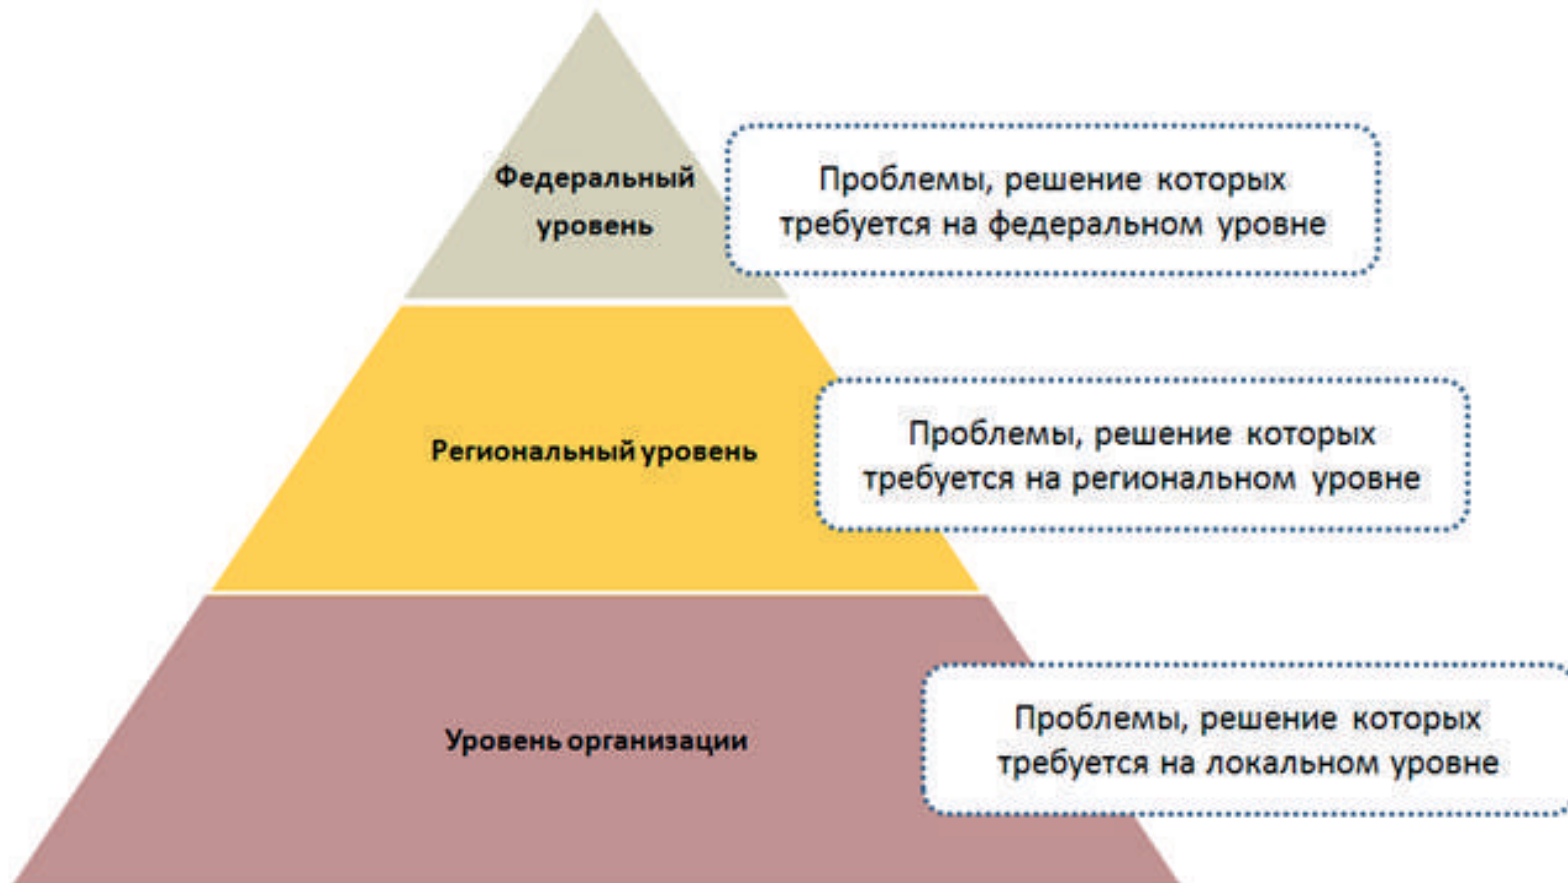 Федеральный
уровень
Проблемы, решение которых
требуется на федеральном уровне
Региональный уровень
Проблемы, решение которых
требуется на региональном уровне
Уровень организации
Проблемы, решение которых
требуется на локальном уровне